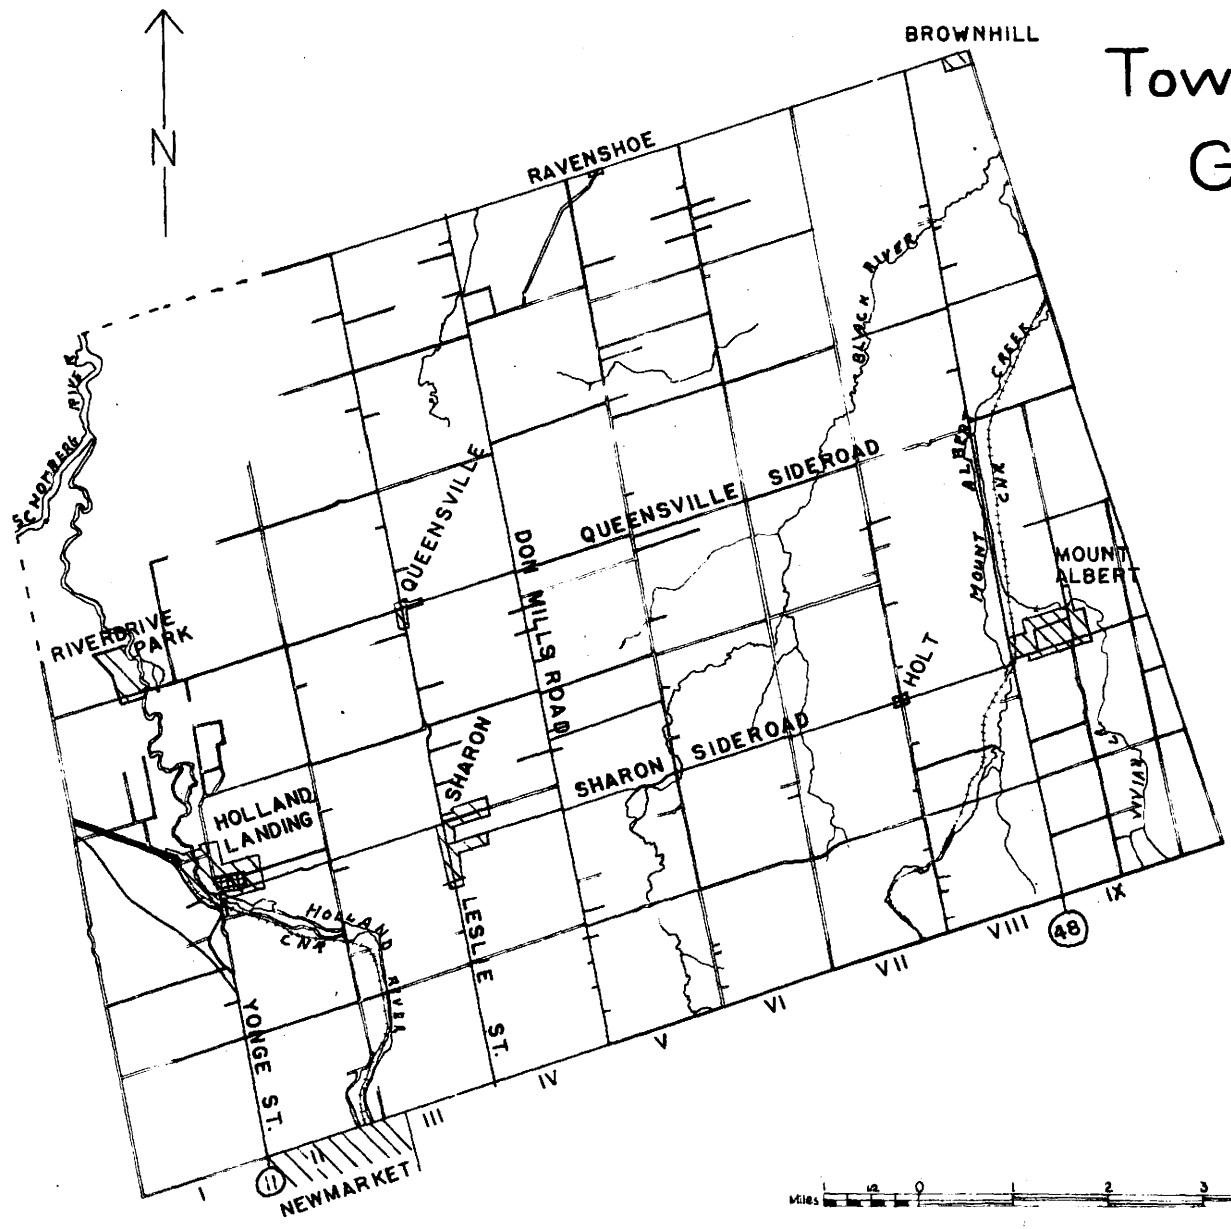 BROWNHILL
Tow
G
N
RAVENSHOE
BLACK RIVER
SCHOMBERG RIVER
CREEK
MOUNT ALBERT
CNR
QUEENSVILLE
QUEENSVILLE SIDEROAD
DON MILLS ROAD
MOUNT
ALBERT
RIVERDRIVE
PARK
HOLT
SHARON
SHARON SIDEROAD
VIVIAN
HOLLAND
LANDING
HOLLAND RIVER
CNR
LESLIE ST.
YONGE ST.
I
11
II
III
IV
V
VI
VII
VIII
48
IX
NEWMARKET
Miles 1 1/2 0 1 2 3